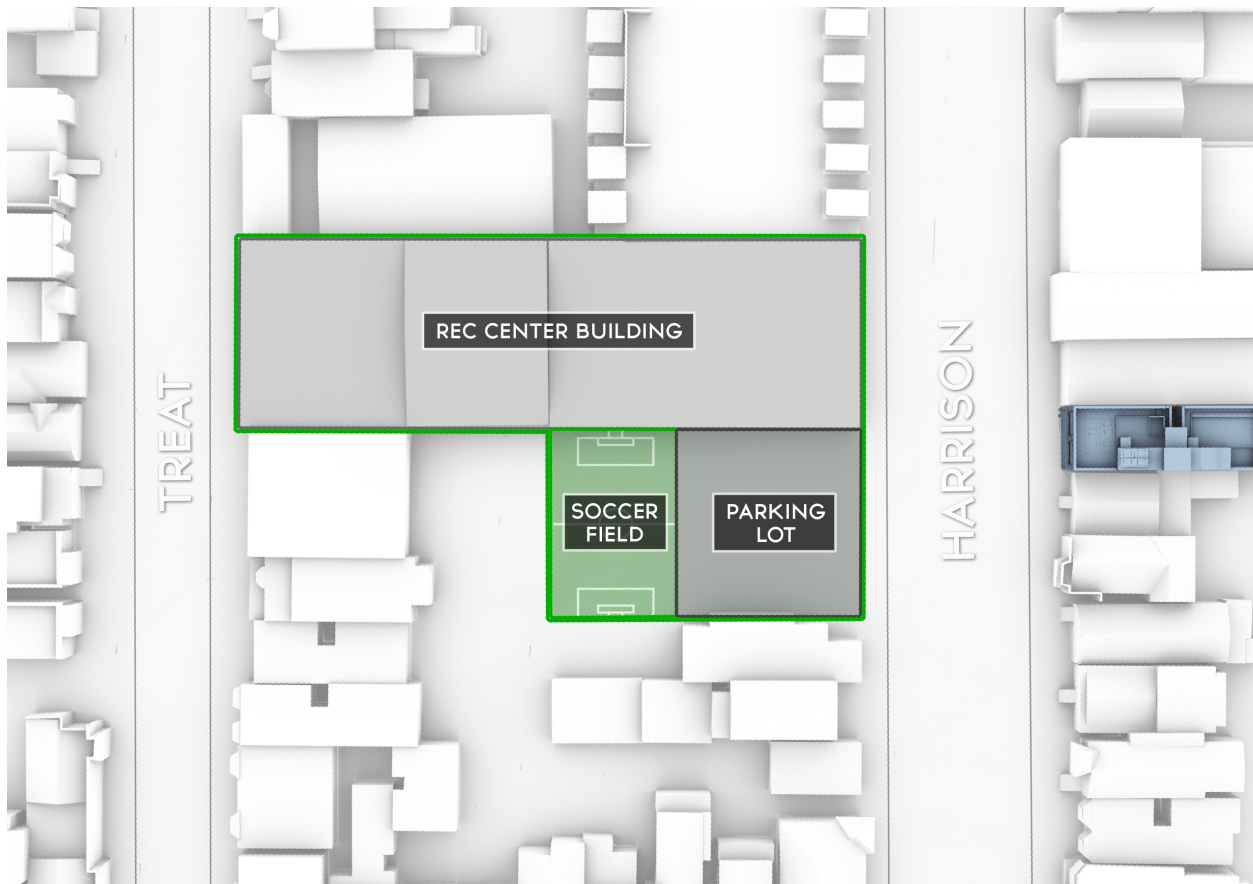 REC CENTER BUILDING
TREAT
HARRISON
SOCCER
FIELD
PARKING
LOT